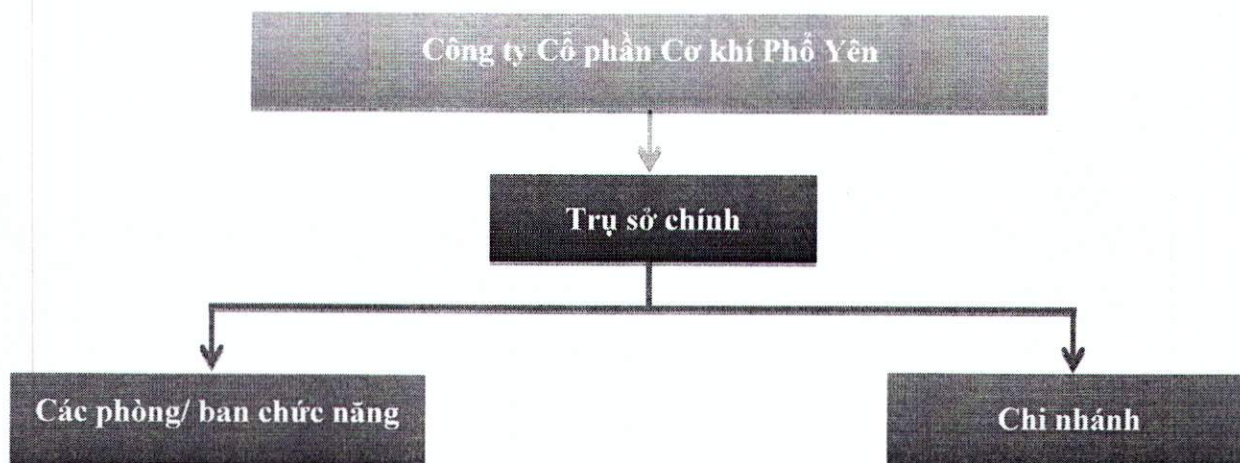 Công ty Cổ phần Cơ khí Phổ Yên
Trụ sở chính
Các phòng/ ban chức năng
Chi nhánh